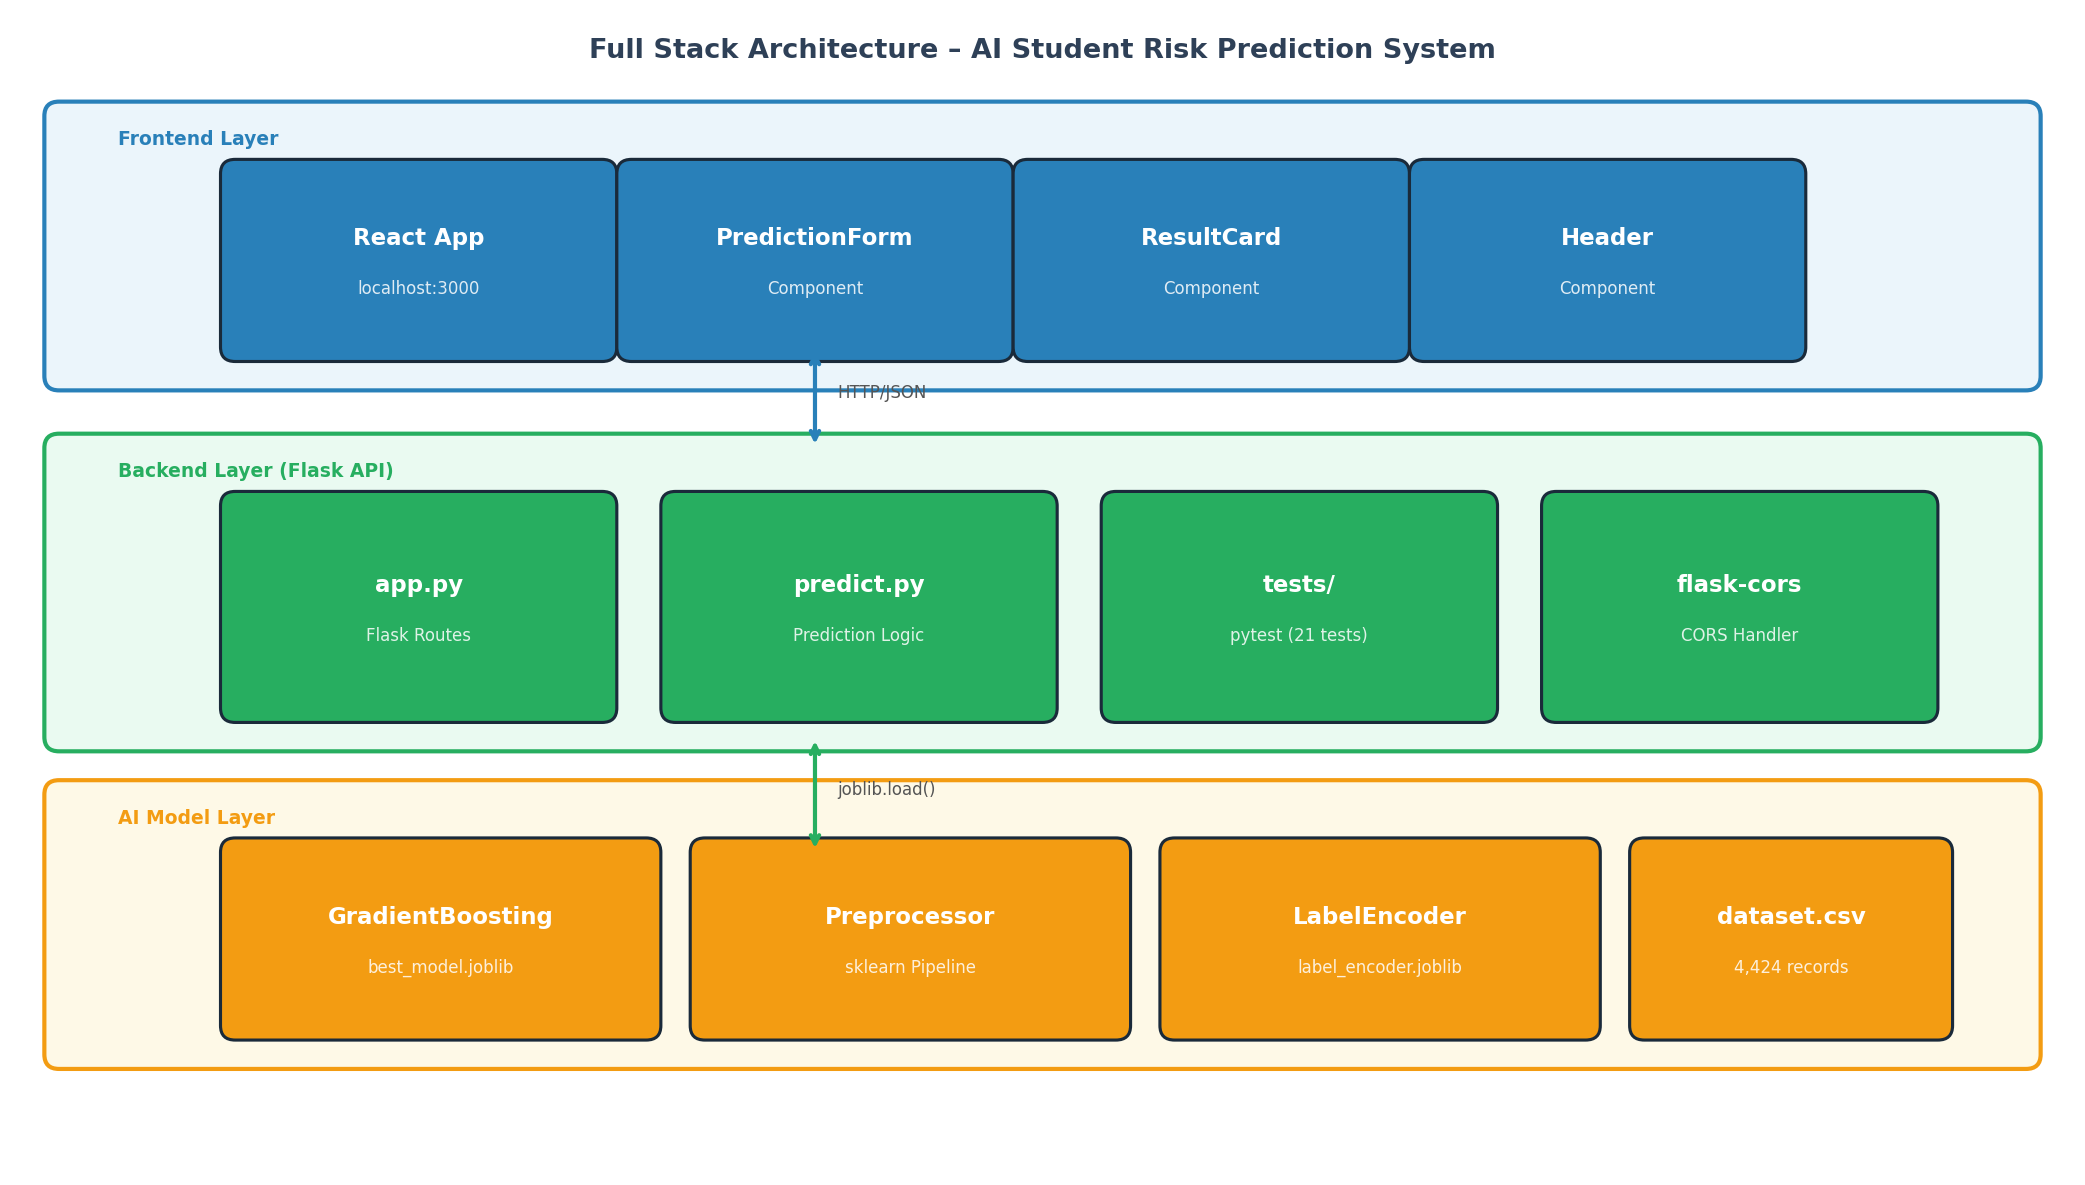 Full Stack Architecture – AI Student Risk Prediction System
Frontend Layer
React App
localhost:3000
PredictionForm
Component
ResultCard
Component
Header
Component
HTTP/JSON
Backend Layer (Flask API)
app.py
Flask Routes
predict.py
Prediction Logic
tests/
pytest (21 tests)
flask-cors
CORS Handler
joblib.load()
AI Model Layer
GradientBoosting
best_model.joblib
Preprocessor
sklearn Pipeline
LabelEncoder
label_encoder.joblib
dataset.csv
4,424 records